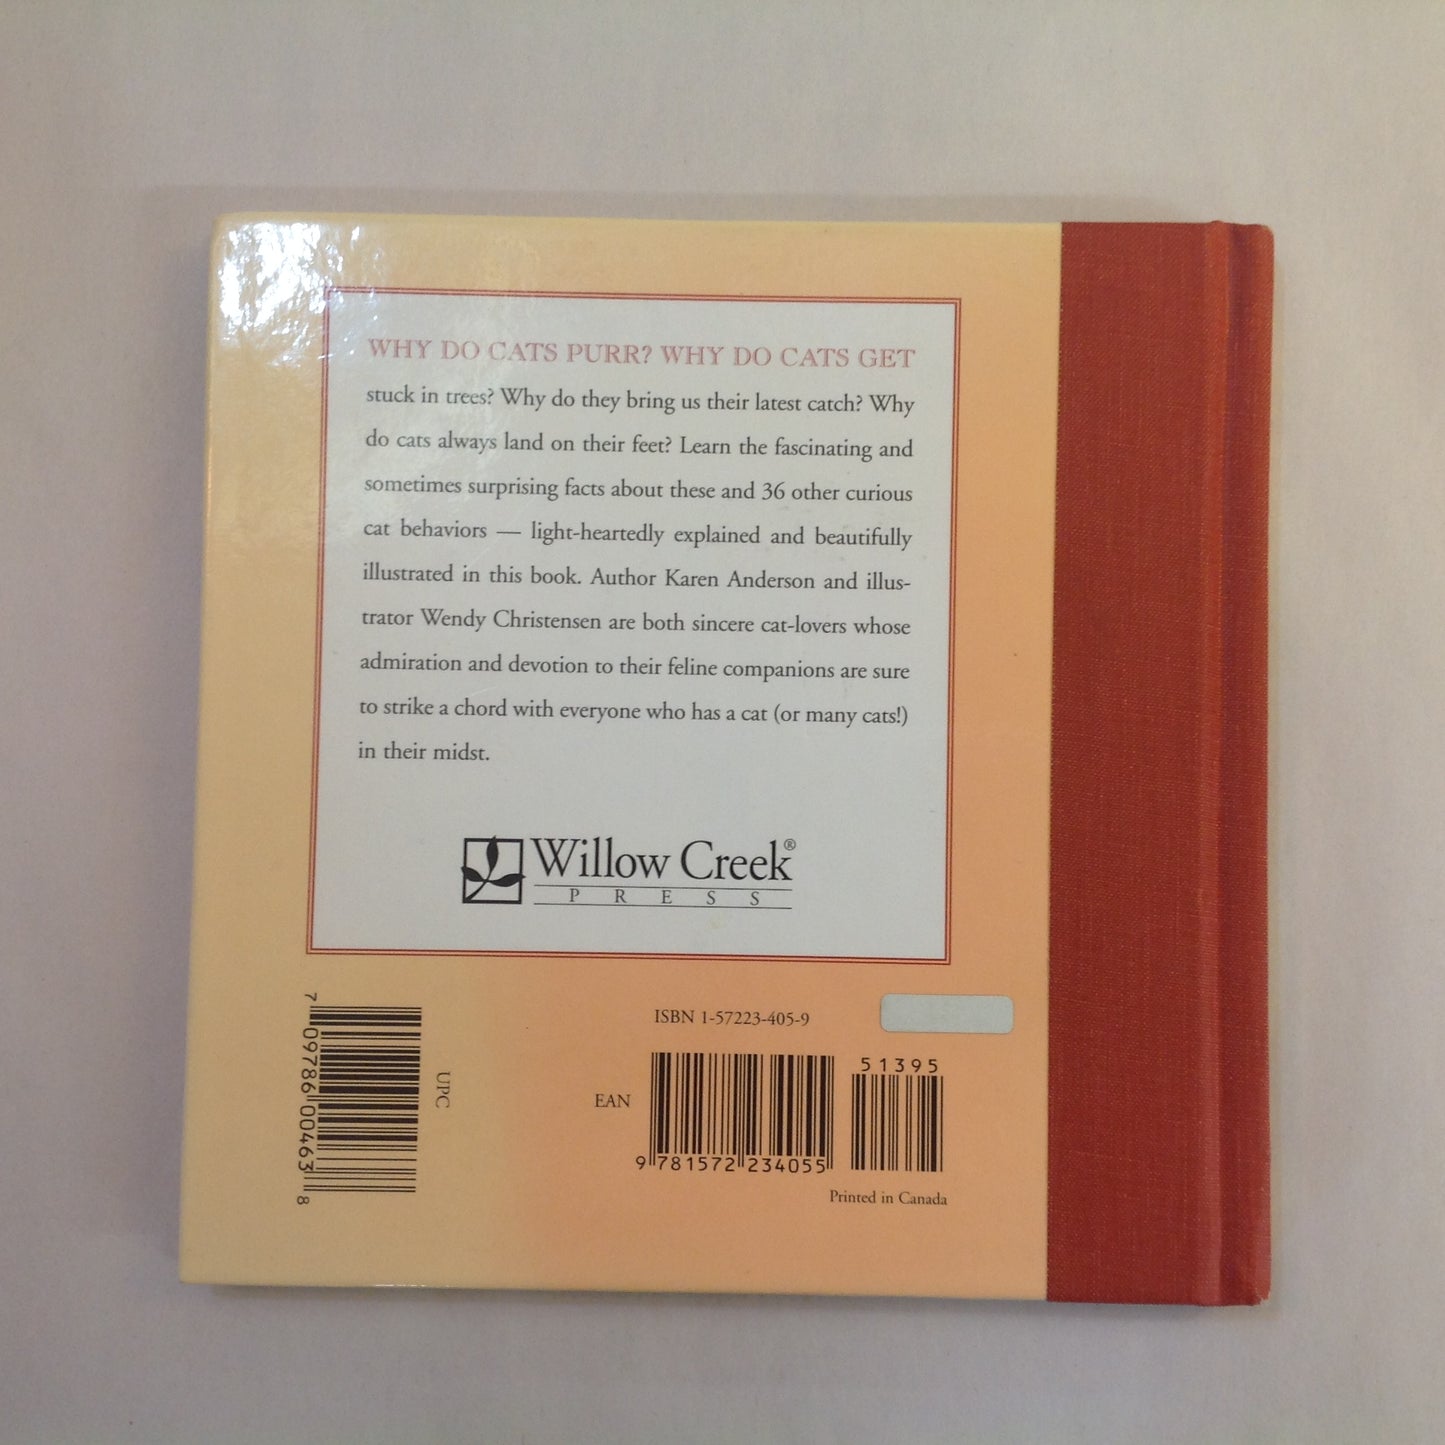 WHY DO CATS PURR? WHY DO CATS GET
stuck in trees? Why do they bring us their latest catch? Why
do cats always land on their feet? Learn the fascinating and
sometimes surprising facts about these and 36 other curious
cat behaviors — light-heartedly explained and beautifully
illustrated in this book. Author Karen Anderson and illus-
trator Wendy Christensen are both sincere cat-lovers whose
admiration and devotion to their feline companions are sure
to strike a chord with everyone who has a cat (or many cats!)
in their midst.
Willow Creek®
PRESS
7 09786 00463 8
UPC
ISBN 1-57223-405-9
EAN
51395
9 781572 234055
Printed in Canada